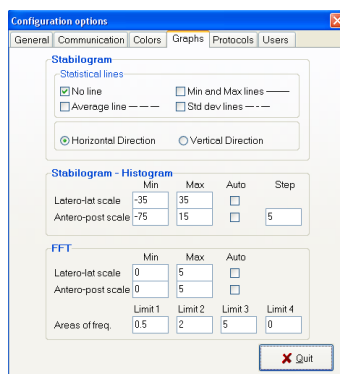 Configuration options
General Communication Colors Graphs Protocols Users
Stabilogram
Statistical lines
No line Min and Max lines
Average line Std dev lines
Horizontal Direction Vertical Direction
Stabilogram - Histogram
Min Max Auto Step
Latero-lat scale -35 35
Antero-post scale -75 15 5
FFT
Min Max Auto
Latero-lat scale 0 5
Antero-post scale 0 5
Limit 1 Limit 2 Limit 3 Limit 4
Areas of freq. 0.5 2 5 0
Quit